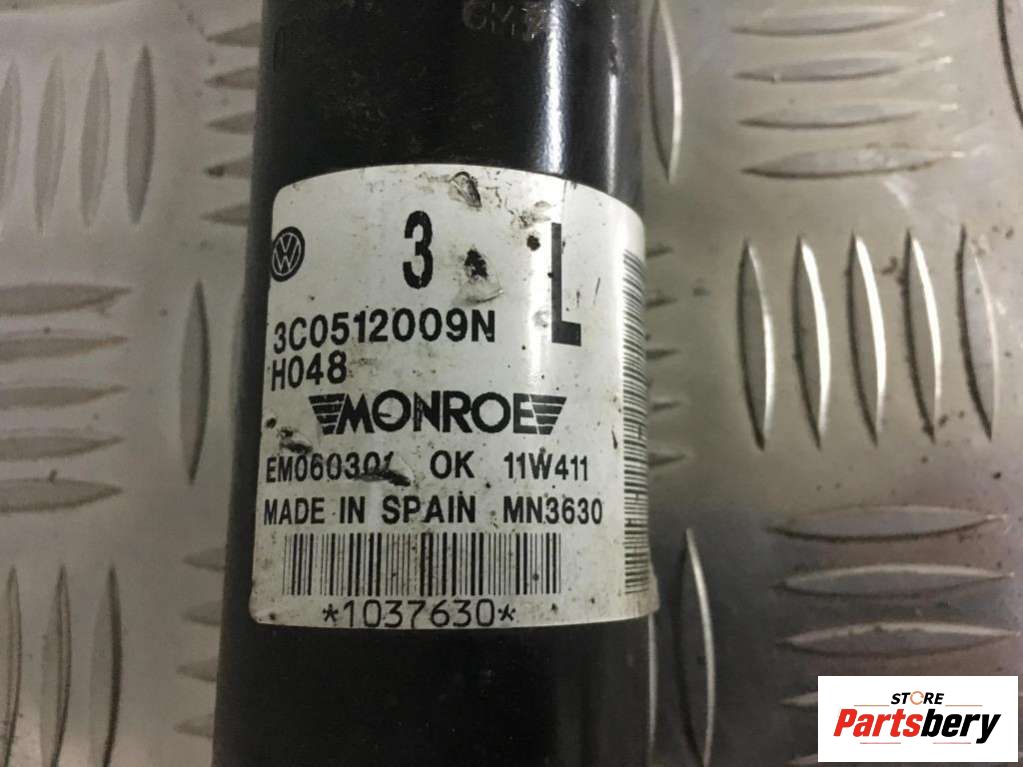 3 L
3C0512009N
H048
MONROE
EM060301 OK 11W411
MADE IN SPAIN MN3630
*1037630*
STORE
Partsbery